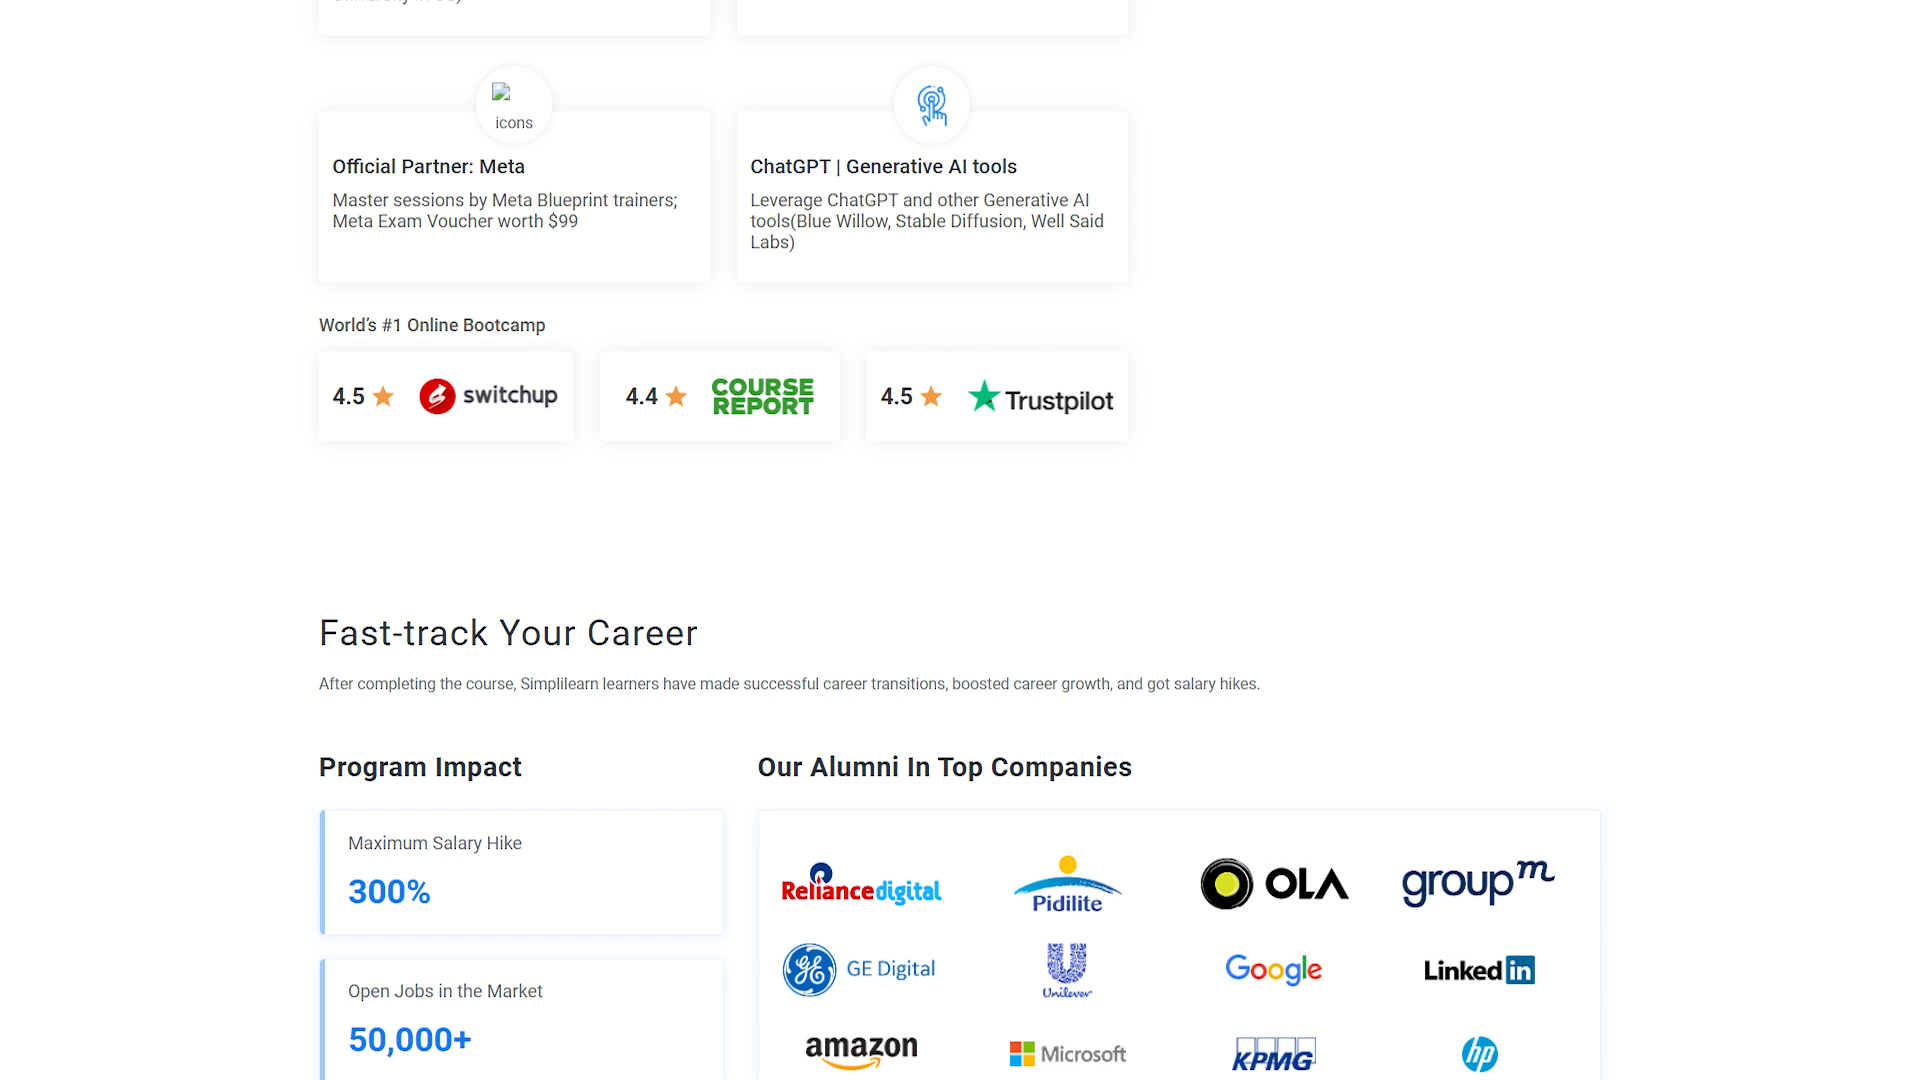 icons
Official Partner: Meta
Master sessions by Meta Blueprint trainers;
Meta Exam Voucher worth $99
ChatGPT | Generative AI tools
Leverage ChatGPT and other Generative AI
tools(Blue Willow, Stable Diffusion, Well Said
Labs)
World’s #1 Online Bootcamp
4.5 switchup
4.4 COURSE
REPORT
4.5 Trustpilot
Fast-track Your Career
After completing the course, Simplilearn learners have made successful career transitions, boosted career growth, and got salary hikes.
Program Impact
Maximum Salary Hike
300%
Open Jobs in the Market
50,000+
Our Alumni In Top Companies
Reliance digital Pidilite OLA groupm
GE GE Digital Unilever Google Linked in
amazon Microsoft KPMG hp